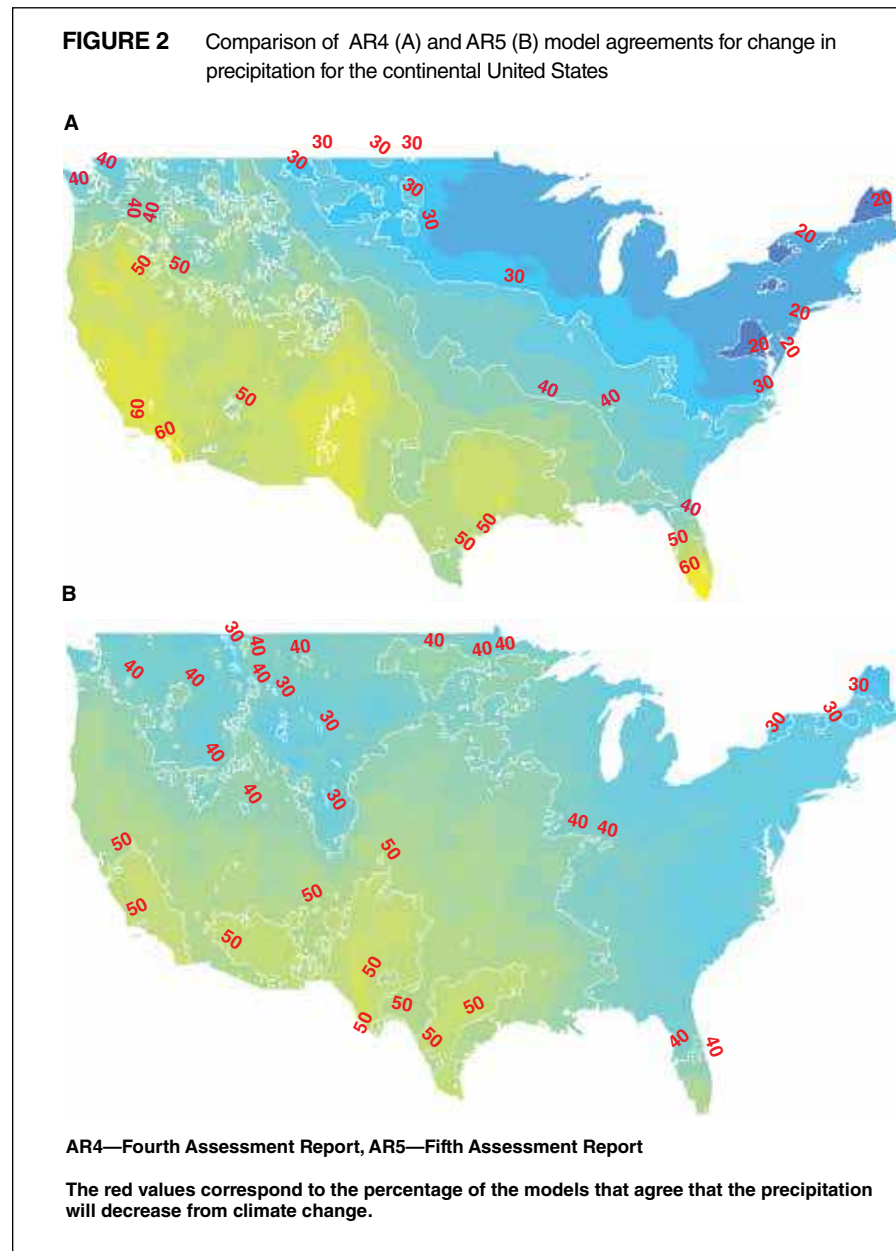 FIGURE 2 Comparison of AR4 (A) and AR5 (B) model agreements for change in
precipitation for the continental United States
A
30 30 30
40 40 30 30 30
40 40 20
50 50 30 20
20
20 20
60 50 40 40 30
60
40
50 50 50
60
B
30 40 40 40 40 40
40 40 40 30 30
40 30 30 30
40 30
40 40
50 50
50 50
50 50
50 50 50 50
40 40
AR4—Fourth Assessment Report, AR5—Fifth Assessment Report
The red values correspond to the percentage of the models that agree that the precipitation
will decrease from climate change.